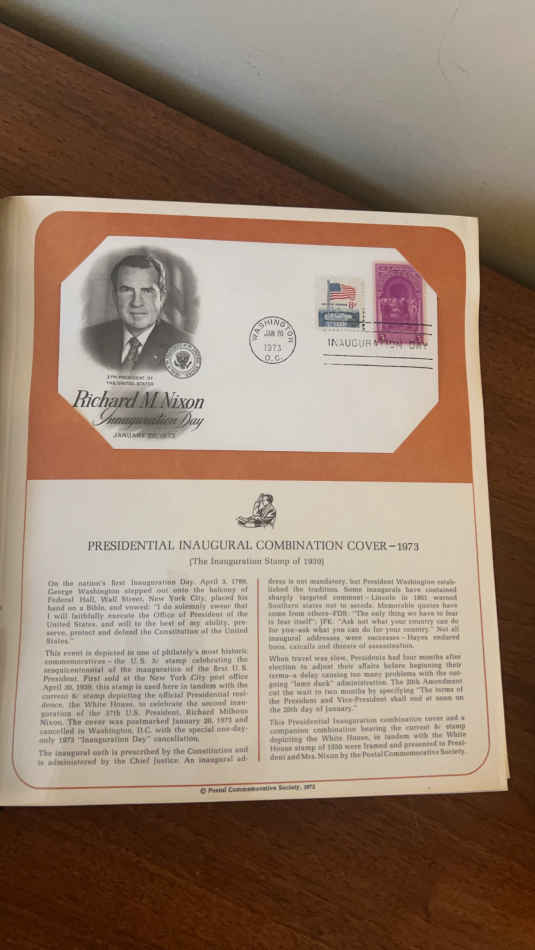 37TH PRESIDENT OF
THE UNITED STATES
Richard M. Nixon
Inauguration Day
JANUARY 20, 1973
WASHINGTON
JAN 20
1973
D.C.
8c
INAUGURATION DAY
PRESIDENTIAL INAUGURAL COMBINATION COVER—1973
(The Inauguration Stamp of 1939)
On the nation's first Inauguration Day, April 3, 1789,
George Washington stepped out onto the balcony of
Federal Hall, Wall Street, New York City, placed his
hand on a Bible, and vowed: "I do solemnly swear that
I will faithfully execute the Office of President of the
United States, and will to the best of my ability, pre-
serve, protect and defend the Constitution of the United
States."
This event is depicted in one of philately's most historic
commemoratives—the U.S. 3¢ stamp celebrating the
sesquicentennial of the inauguration of the first U.S.
President. First sold at the New York City post office
April 30, 1939, this stamp is used here in tandem with the
current 8¢ stamp depicting the official Presidential resi-
dence, the White House, to celebrate the second inau-
guration of the 37th U.S. President, Richard Milhous
Nixon. The cover was postmarked January 20, 1973 and
cancelled in Washington, D.C. with the special one-day-
only 1973 "Inauguration Day" cancellation.
The inaugural oath is prescribed by the Constitution and
is administered by the Chief Justice. An inaugural ad-
dress is not mandatory, but President Washington estab-
lished the tradition. Some inaugurals have contained
sharply targeted comment—Lincoln in 1861 warned
Southern states not to secede. Memorable quotes have
come from others—FDR: "The only thing we have to fear
is fear itself"; JFK: "Ask not what your country can do
for you—ask what you can do for your country." Not all
inaugural addresses were successes—Hayes endured
boos, catcalls and threats of assassination.
When travel was slow, Presidents had four months after
election to adjust their affairs before beginning their
terms—a delay causing too many problems with the out-
going "lame duck" administration. The 20th Amendment
cut the wait to two months by specifying "The terms of
the President and Vice-President shall end at noon on
the 20th day of January."
This Presidential Inauguration combination cover and a
companion combination bearing the current 8¢ stamp
depicting the White House, in tandem with the White
House stamp of 1950 were framed and presented to Presi-
dent and Mrs. Nixon by the Postal Commemorative Society.
© Postal Commemorative Society, 1973